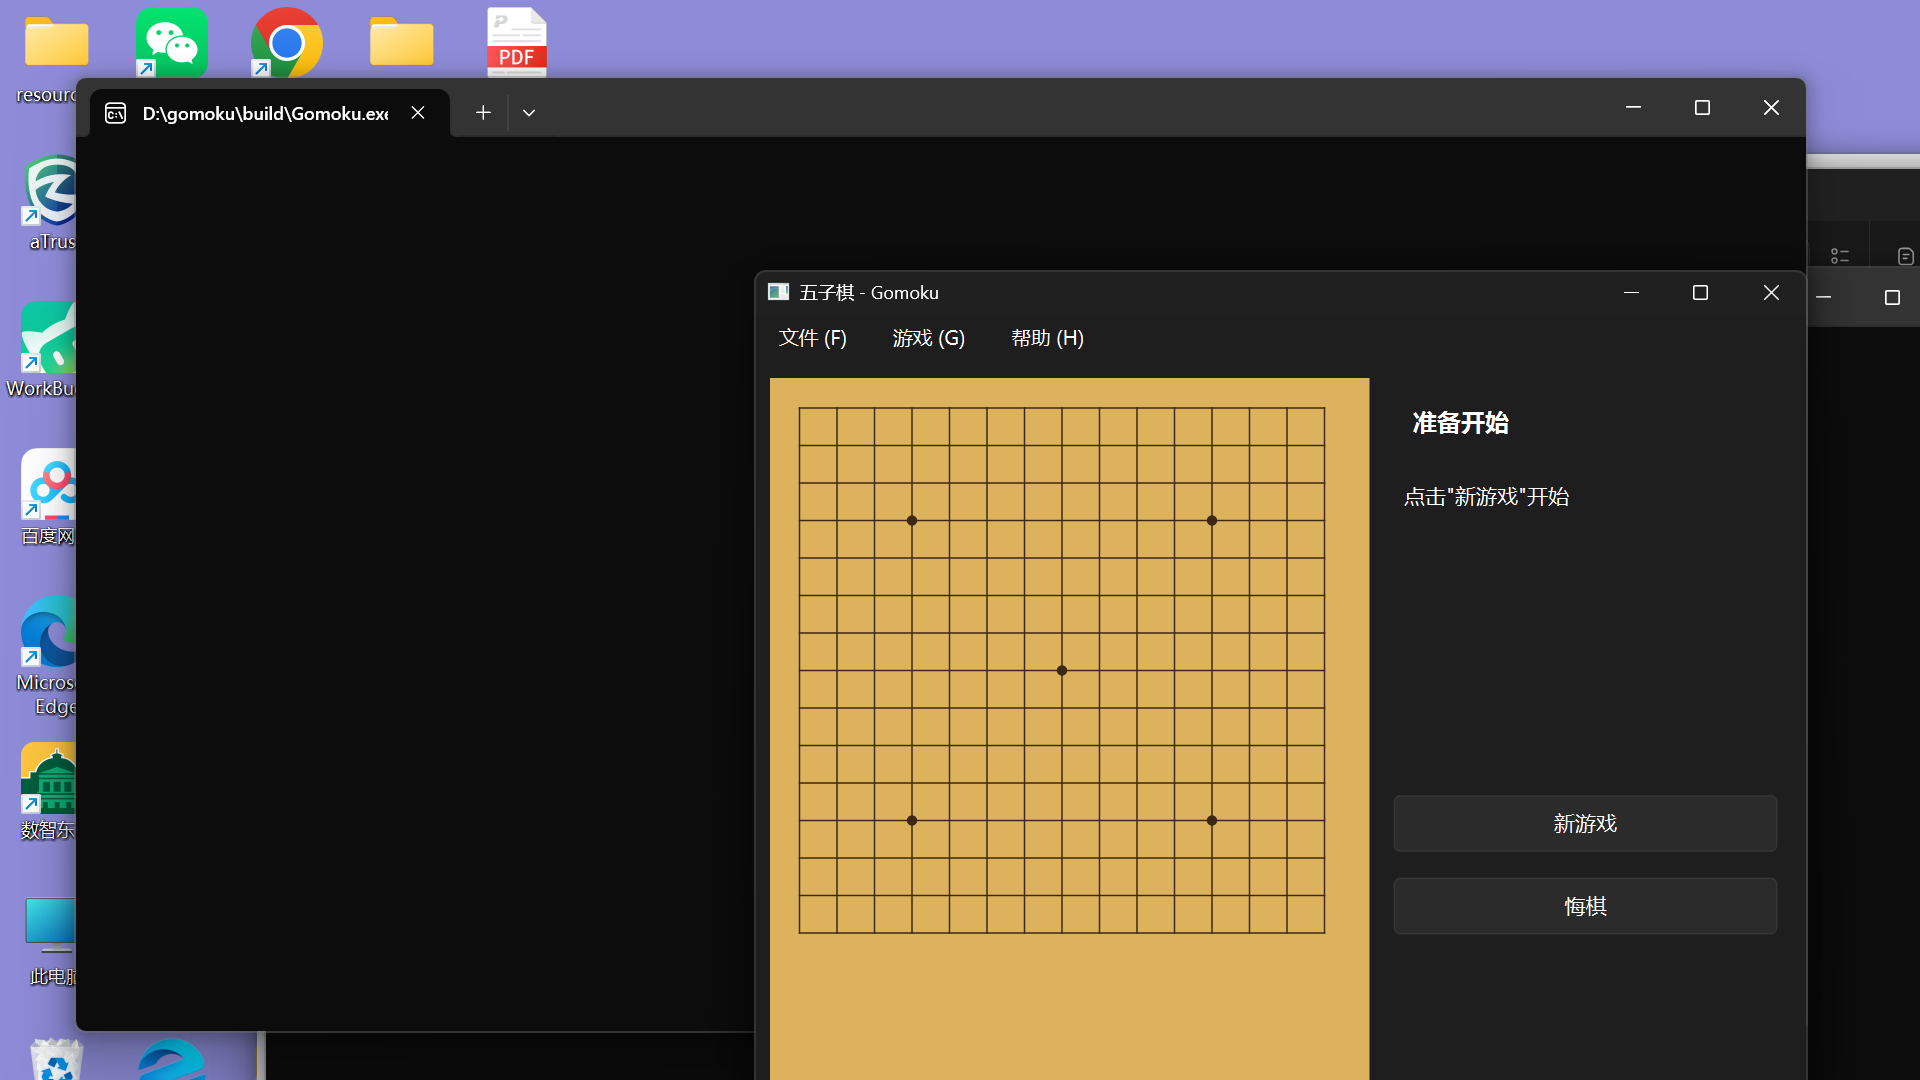 PDF
resourc
D:\gomoku\build\Gomoku.exe
aTrus
五子棋 - Gomoku
文件 (F)
游戏 (G)
帮助 (H)
WorkBu
准备开始
点击"新游戏"开始
百度网
Micros
Edge
数智东
新游戏
悔棋
此电脑